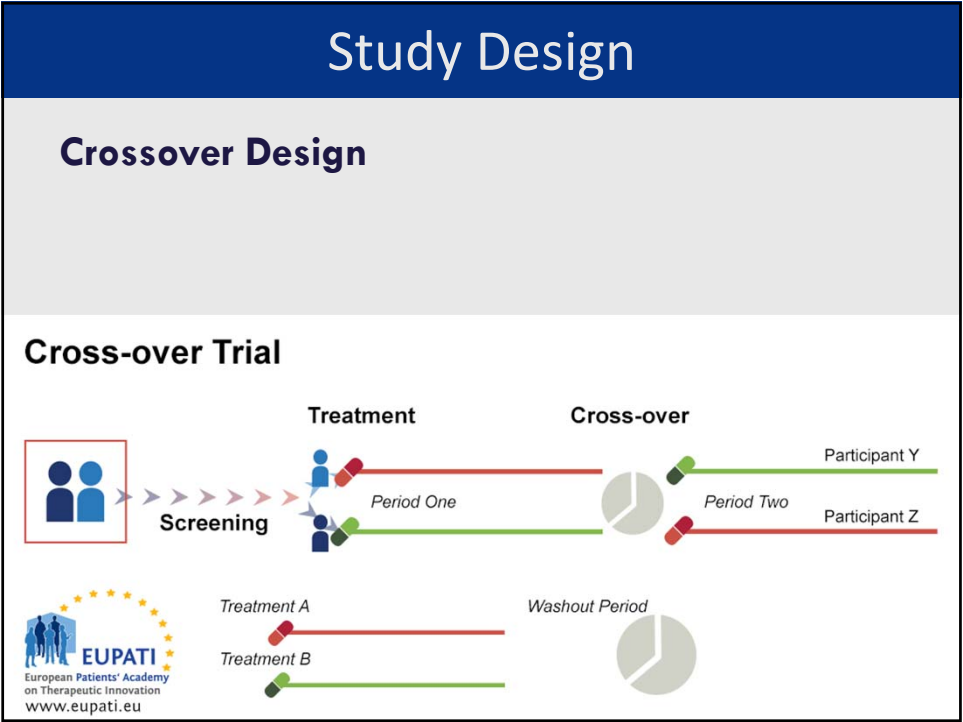 Study Design
Crossover Design
Cross-over Trial
Treatment
Cross-over
Participant Y
Period One
Period Two
Screening
Participant Z
Treatment A
Washout Period
Treatment B
EUPATI
European Patients' Academy
on Therapeutic Innovation
www.eupati.eu